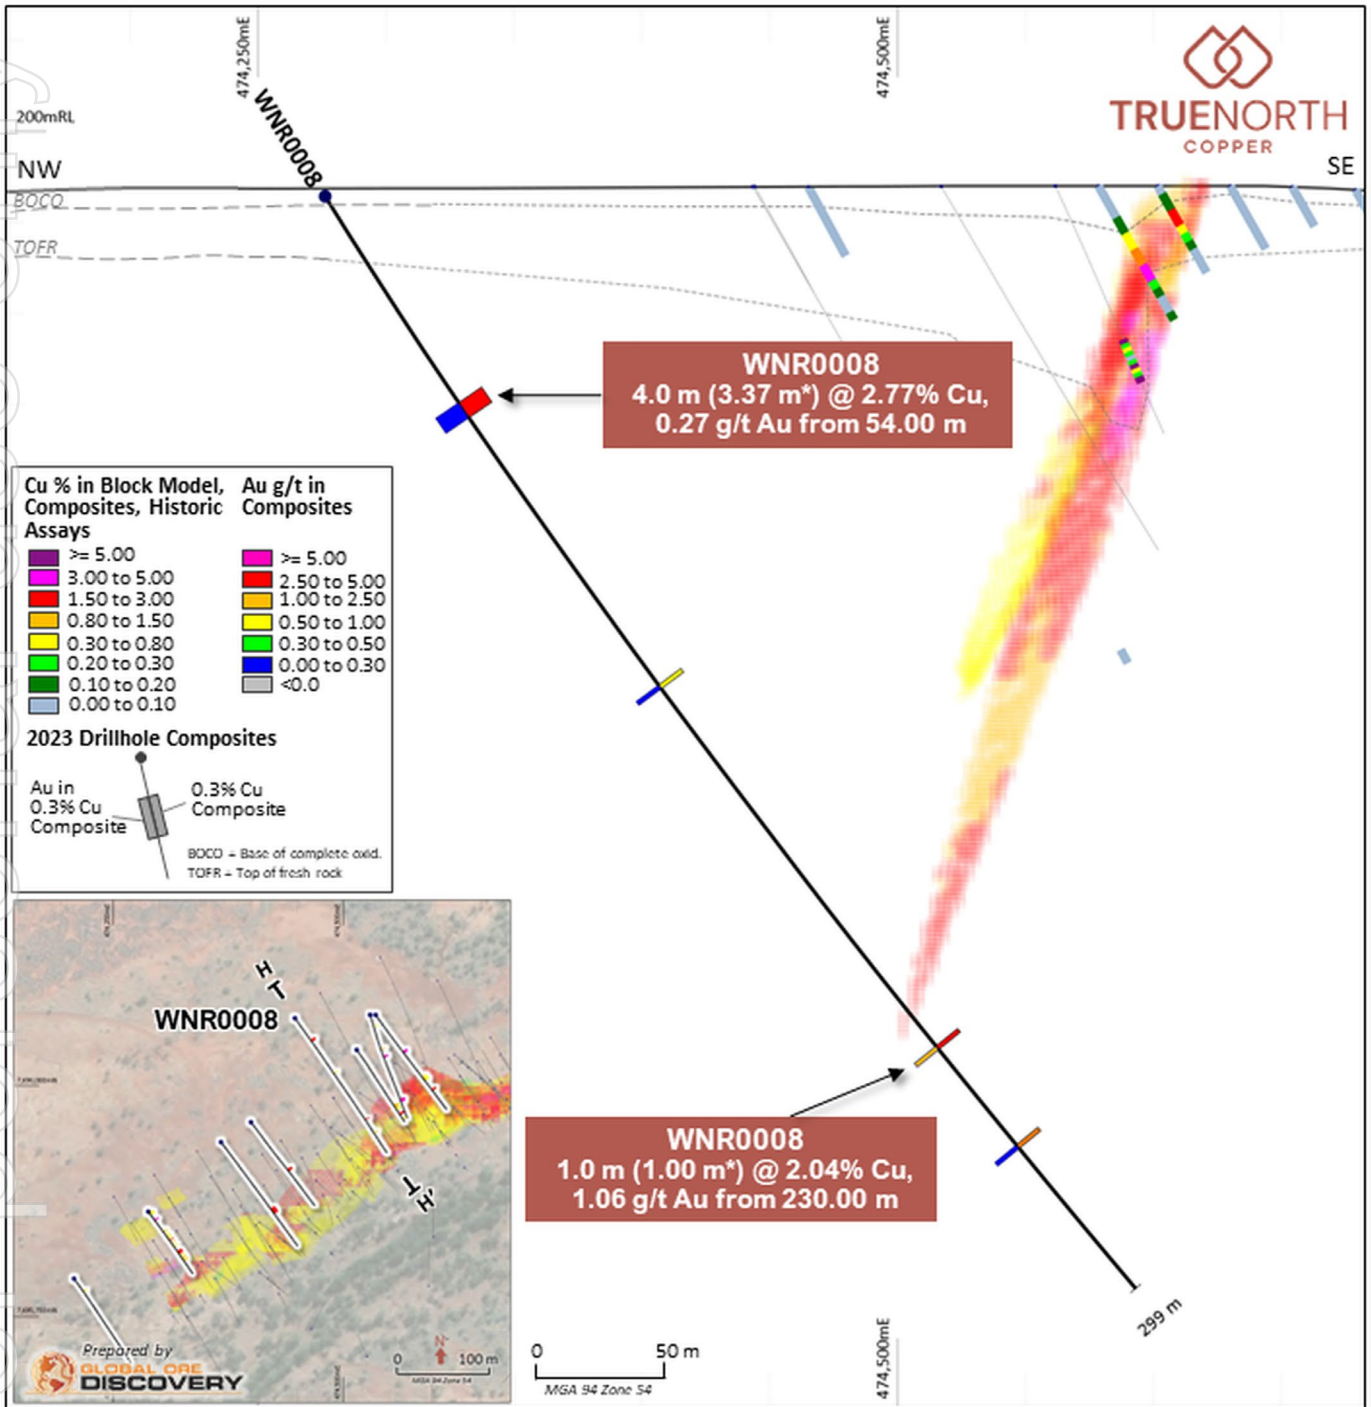 474,250mE
474,500mE
TRUENORTH
COPPER
200mRL
WNR0008
NW
SE
BOCO
TOFR
WNR0008
4.0 m (3.37 m*) @ 2.77% Cu,
0.27 g/t Au from 54.00 m
Cu % in Block Model,
Composites, Historic
Assays
>= 5.00
3.00 to 5.00
1.50 to 3.00
0.80 to 1.50
0.30 to 0.80
0.20 to 0.30
0.10 to 0.20
0.00 to 0.10
Au g/t in
Composites
>= 5.00
2.50 to 5.00
1.00 to 2.50
0.50 to 1.00
0.30 to 0.50
0.00 to 0.30
<0.0
2023 Drillhole Composites
Au in
0.3% Cu
Composite
0.3% Cu
Composite
BOCO = Base of complete oxid.
TOFR = Top of fresh rock
H
WNR0008
H'
WNR0008
1.0 m (1.00 m*) @ 2.04% Cu,
1.06 g/t Au from 230.00 m
299 m
Prepared by
GLOBAL ORE
DISCOVERY
N
0 100 m
MGA 94 Zone 54
0 50 m
MGA 94 Zone 54
474,500mE